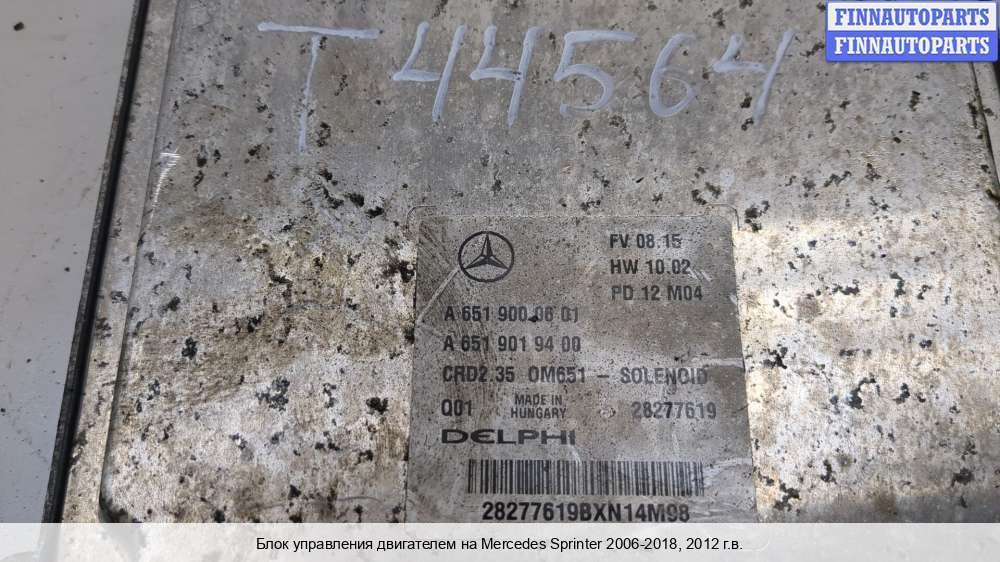 FINNAUTOPARTS
FINNAUTOPARTS
T 44564
FV 08.15
HW 10.02
PD 12 M04
A 651 900 06 01
A 651 901 94 00
CRD2.35 OM651 - SOLENOID
Q01 MADE IN HUNGARY 28277619
DELPHI
28277619BXN14M98
Блок управления двигателем на Mercedes Sprinter 2006-2018, 2012 г.в.